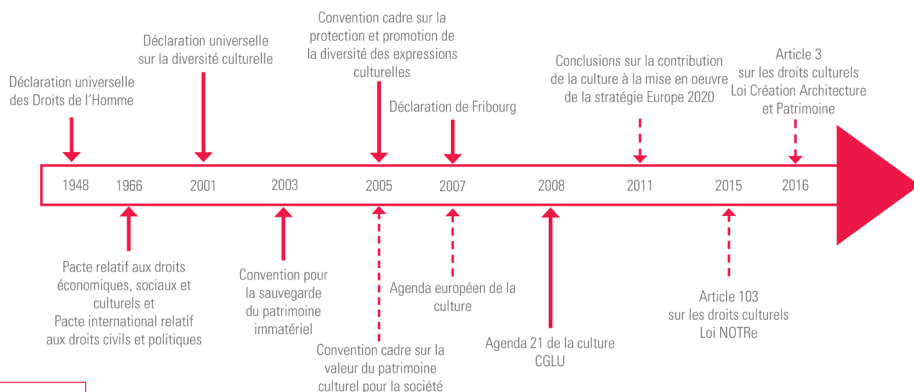 Déclaration universelle
des Droits de l'Homme
Déclaration universelle
sur la diversité culturelle
Convention cadre sur la
protection et promotion de
la diversité des expressions
culturelles
Déclaration de Fribourg
Conclusions sur la contribution
de la culture à la mise en oeuvre
de la stratégie Europe 2020
Article 3
sur les droits culturels
Loi Création Architecture
et Patrimoine
1948 1966 2001 2003 2005 2007 2008 2011 2015 2016
Pacte relatif aux droits
économiques, sociaux et
culturels et
Pacte international relatif
aux droits civils et politiques
Convention pour
la sauvegarde
du patrimoine
immatériel
Convention cadre sur la
valeur du patrimoine
culturel pour la société
Agenda européen de la
culture
Agenda 21 de la culture
CGLU
Article 103
sur les droits culturels
Loi NOTRe